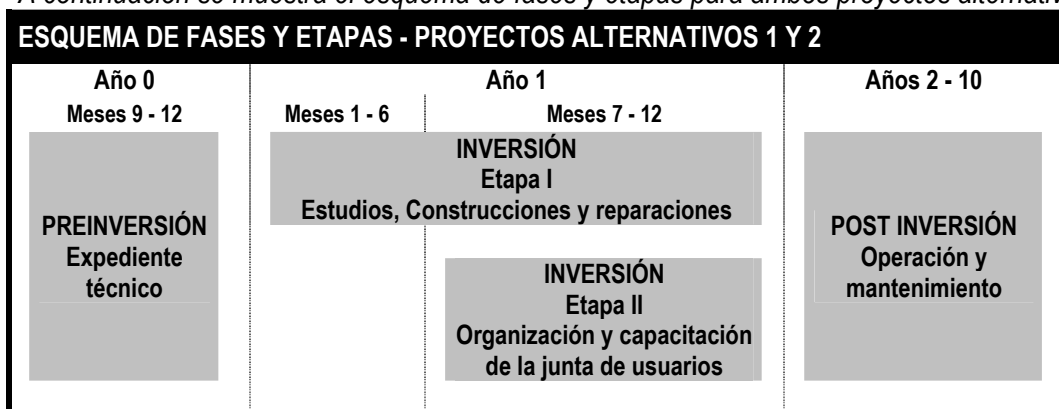 A continuación se muestra el esquema de fases y etapas para ambos proyectos
ESQUEMA DE FASES Y ETAPAS - PROYECTOS ALTERNATIVOS 1 Y 2
Año 0
Año 1
Años 2 - 10
Meses 9 - 12
Meses 1 - 6
Meses 7 - 12
PREINVERSIÓN
Expediente
técnico
INVERSIÓN
Etapa I
Estudios, Construcciones y reparaciones
INVERSIÓN
Etapa II
Organización y capacitación
de la junta de usuarios
POST INVERSIÓN
Operación y
mantenimiento